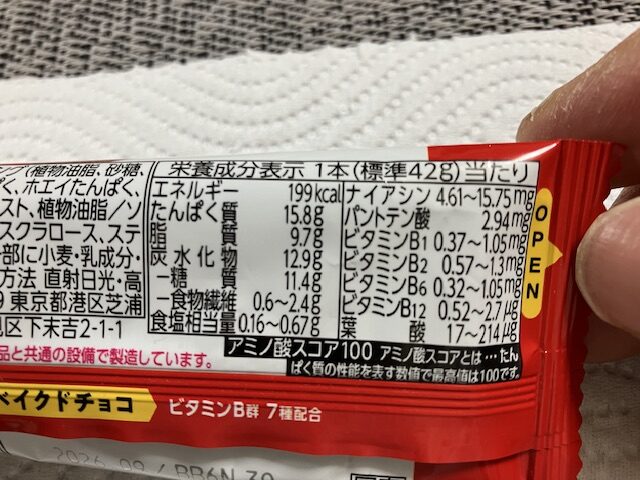 (植物油脂、砂糖、
く、ホエイたんぱく、
スト、植物油脂/ソ
スクラロース、ステ
部に小麦・乳成分・
方法 直射日光・高
9 東京都港区芝浦
区下末吉2-1-1
品と共通の設備で製造しています。
栄養成分表示 1本(標準42g)当たり
エネルギー 199kcal
たんぱく質 15.8g
脂質 9.7g
炭水化物 12.9g
-糖質 11.4g
-食物繊維 0.6~2.4g
食塩相当量 0.16~0.67g
ナイアシン 4.61~15.75mg
パントテン酸 2.94mg
ビタミンB1 0.37~1.05mg
ビタミンB2 0.57~1.3mg
ビタミンB6 0.32~1.05mg
ビタミンB12 0.52~2.7μg
葉酸 17~214μg
アミノ酸スコア100 アミノ酸スコアとは…たん
ぱく質の性能を表す数値で最高値は100です。
OPEN
ベイクドチョコ
ビタミンB群 7種配合